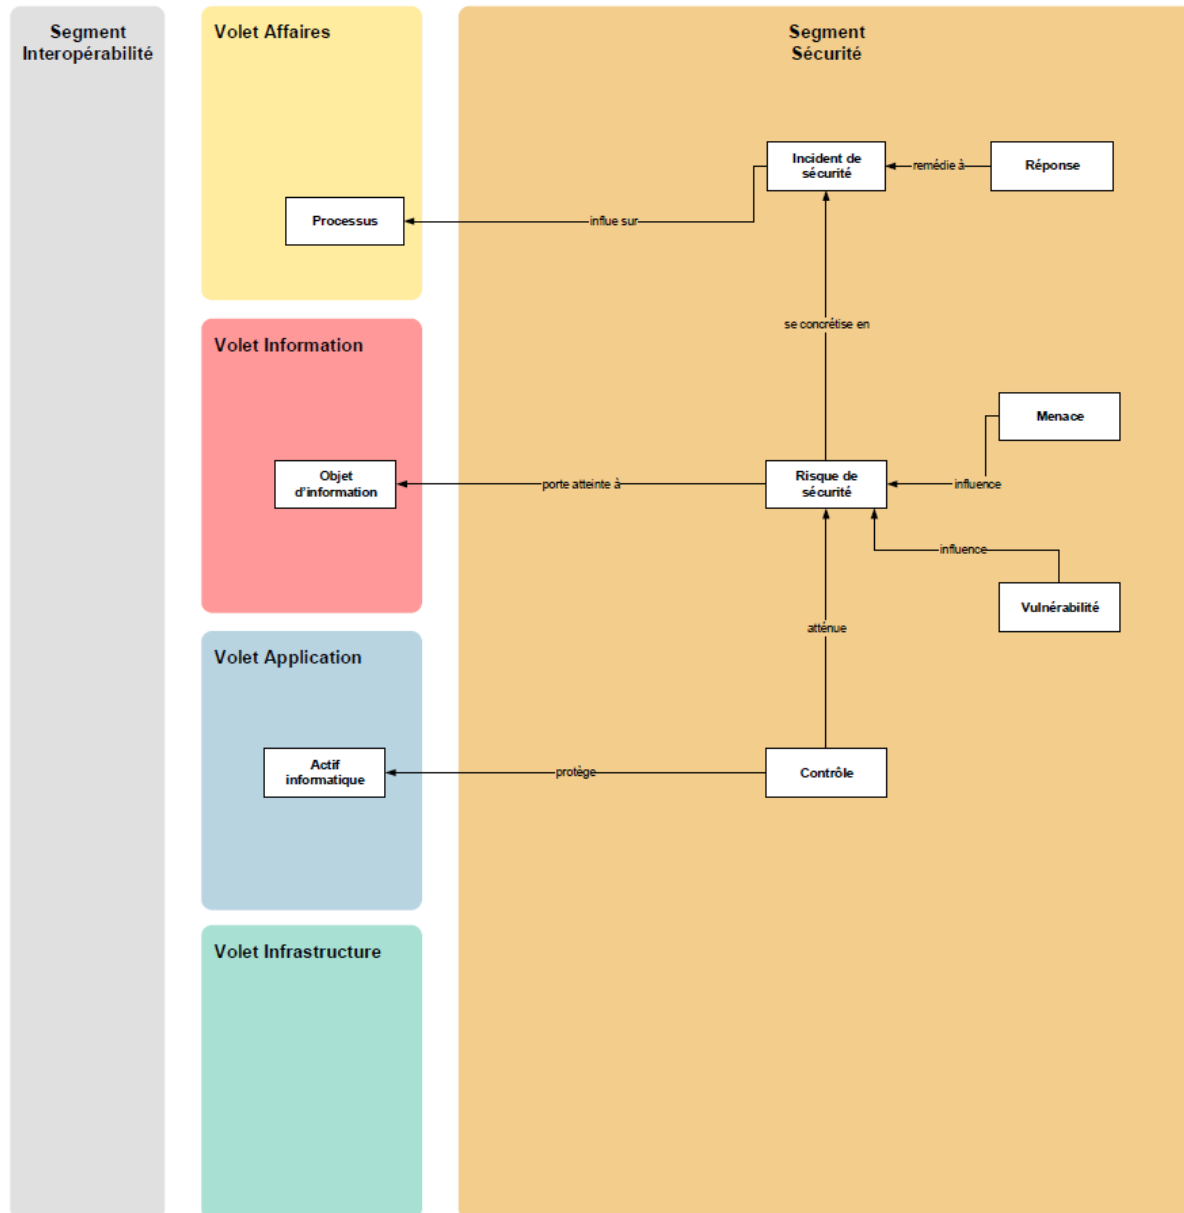 Segment
Interopérabilité
Volet Affaires
Segment
Sécurité
Incident de
sécurité
remédie à
Réponse
Processus
influe sur
se concrétise en
Volet Information
Menace
Objet
d'information
porte atteinte à
Risque de
sécurité
influence
influence
Vulnérabilité
atténue
Volet Application
Actif
informatique
protège
Contrôle
Volet Infrastructure